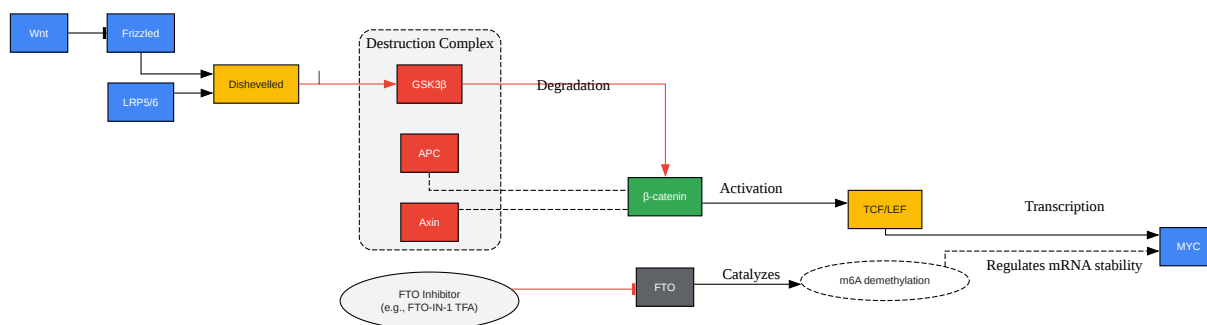 Wnt
Frizzled
Destruction Complex
Dishevelled
GSK3β
Degradation
LRP5/6
APC
β-catenin
Activation
Axin
TCF/LEF
Transcription
MYC
FTO Inhibitor
(e.g., FTO-IN-1 TFA)
FTO
Catalyzes
m6A demethylation
Regulates mRNA stability